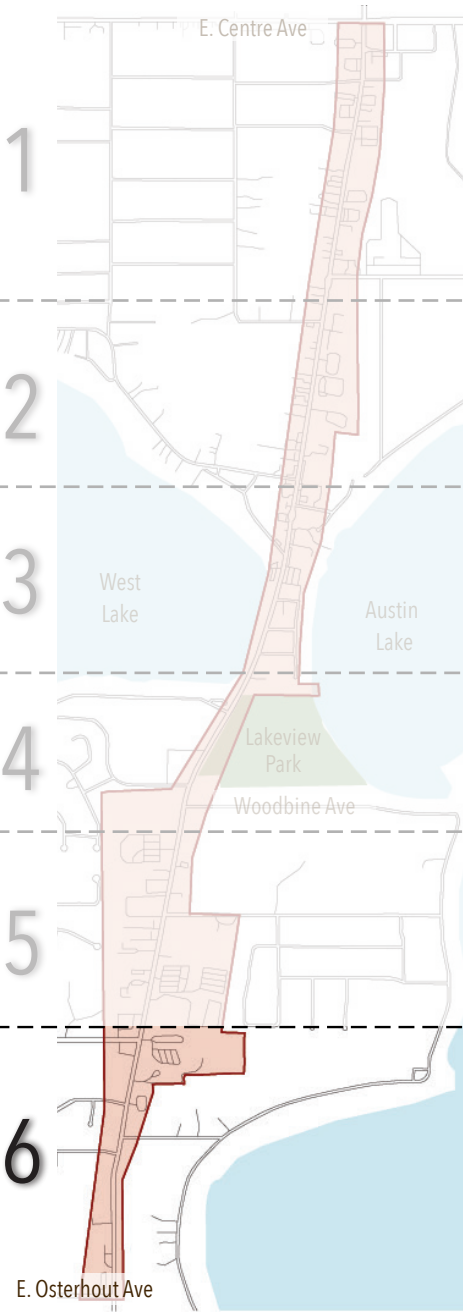 E. Centre Ave
1
2
3
West
Lake
Austin
Lake
4
Lakeview
Park
Woodbine Ave
5
6
E. Osterhout Ave